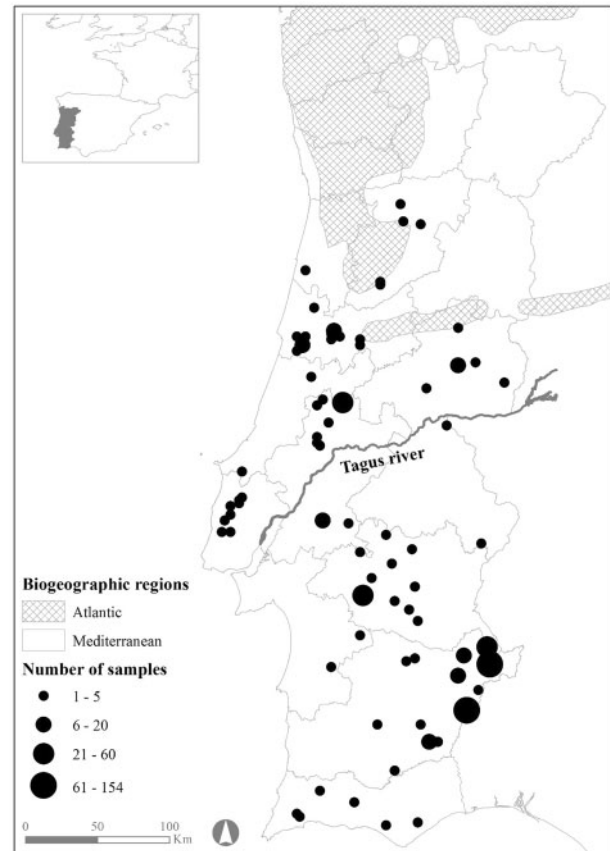 Tagus river
Biogeographic regions
Atlantic
Mediterranean
Number of samples
1 - 5
6 - 20
21 - 60
61 - 154
0 50 100
Km